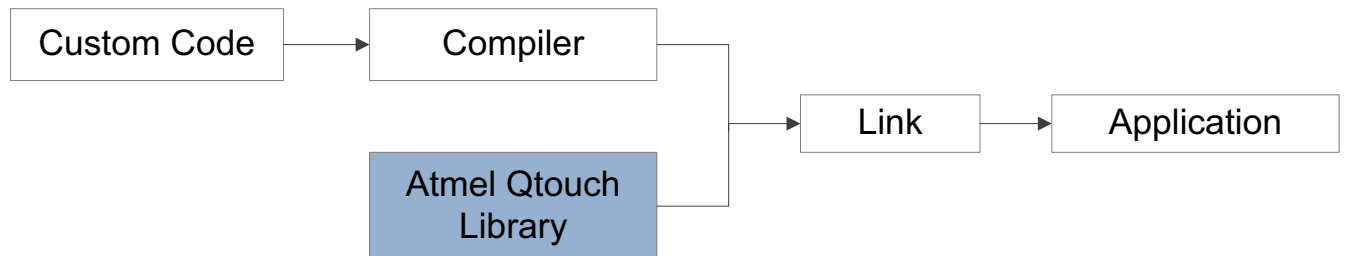 Custom Code
Compiler
Link
Application
Atmel Qtouch
Library